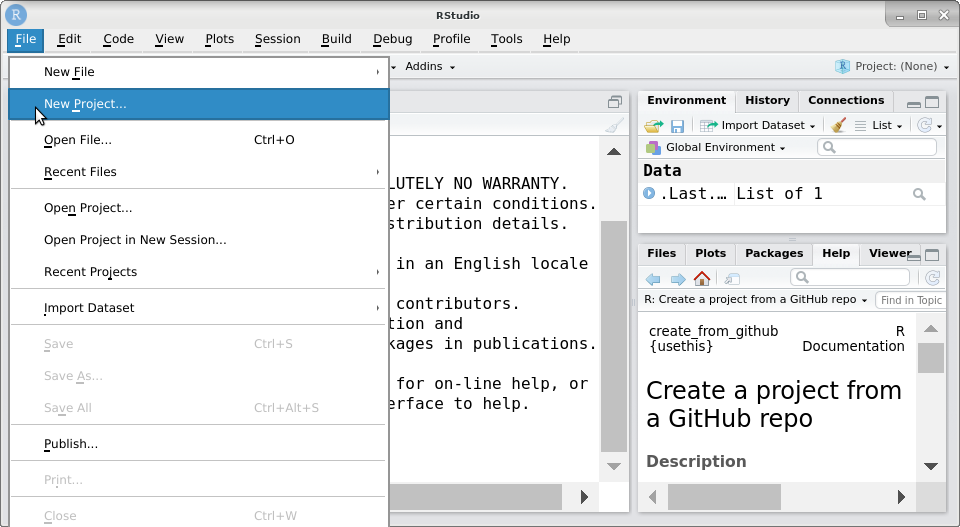 RStudio
File Edit Code View Plots Session Build Debug Profile Tools Help
Addins
Project: (None)
New File
New Project...
Open File... Ctrl+O
Recent Files
Open Project...
Open Project in New Session...
Recent Projects
Import Dataset
Save Ctrl+S
Save As...
Save All Ctrl+Alt+S
Publish...
Print...
Close Ctrl+W
LUTELY NO WARRANTY.
er certain conditions.
stribution details.
in an English locale
contributors.
tion and
kages in publications.
for on-line help, or
erface to help.
Environment History Connections
Import Dataset List
Global Environment
Data
.Last.… List of 1
Files Plots Packages Help Viewer
R: Create a project from a GitHub repo Find in Topic
create_from_github R
{usethis} Documentation
Create a project from
a GitHub repo
Description